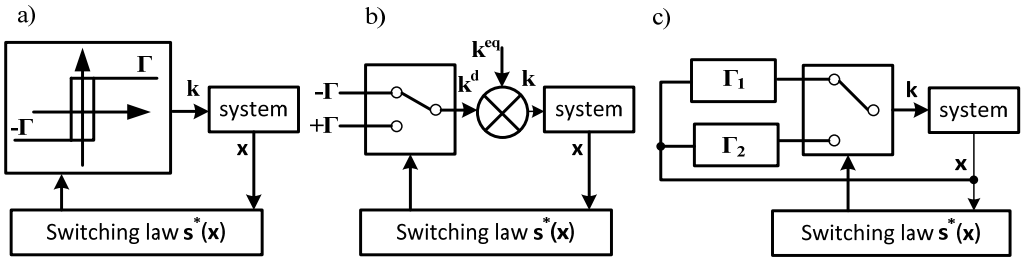 a)
Γ
-Γ
k
system
x
Switching law s*(x)
b)
k^eq
-Γ
+Γ
k^d
k
system
x
Switching law s*(x)
c)
Γ₁
Γ₂
k
system
x
Switching law s*(x)